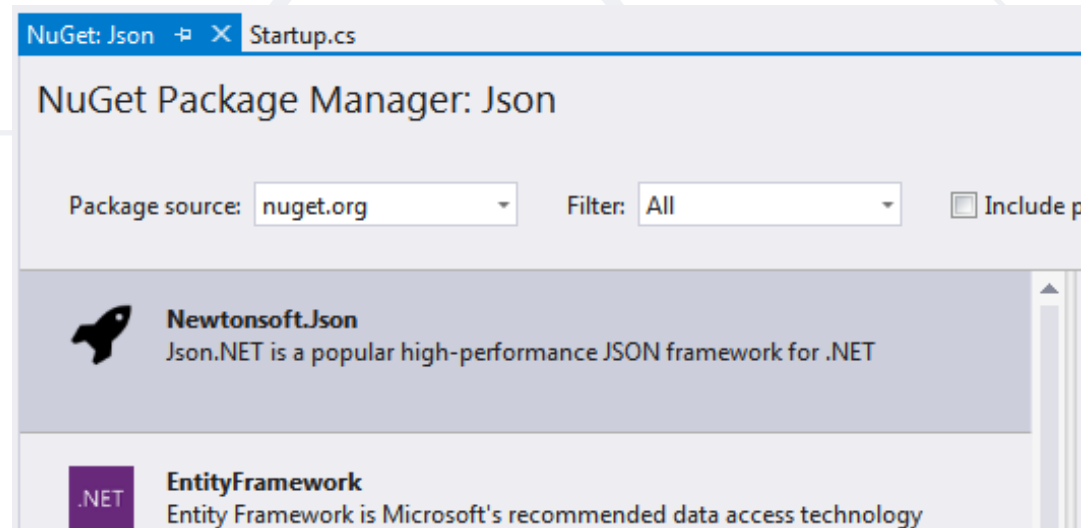 NuGet: Json Startup.cs
NuGet Package Manager: Json
Package source: nuget.org Filter: All Include
Newtonsoft.Json
Json.NET is a popular high-performance JSON framework for .NET
.NET
EntityFramework
Entity Framework is Microsoft's recommended data access technology